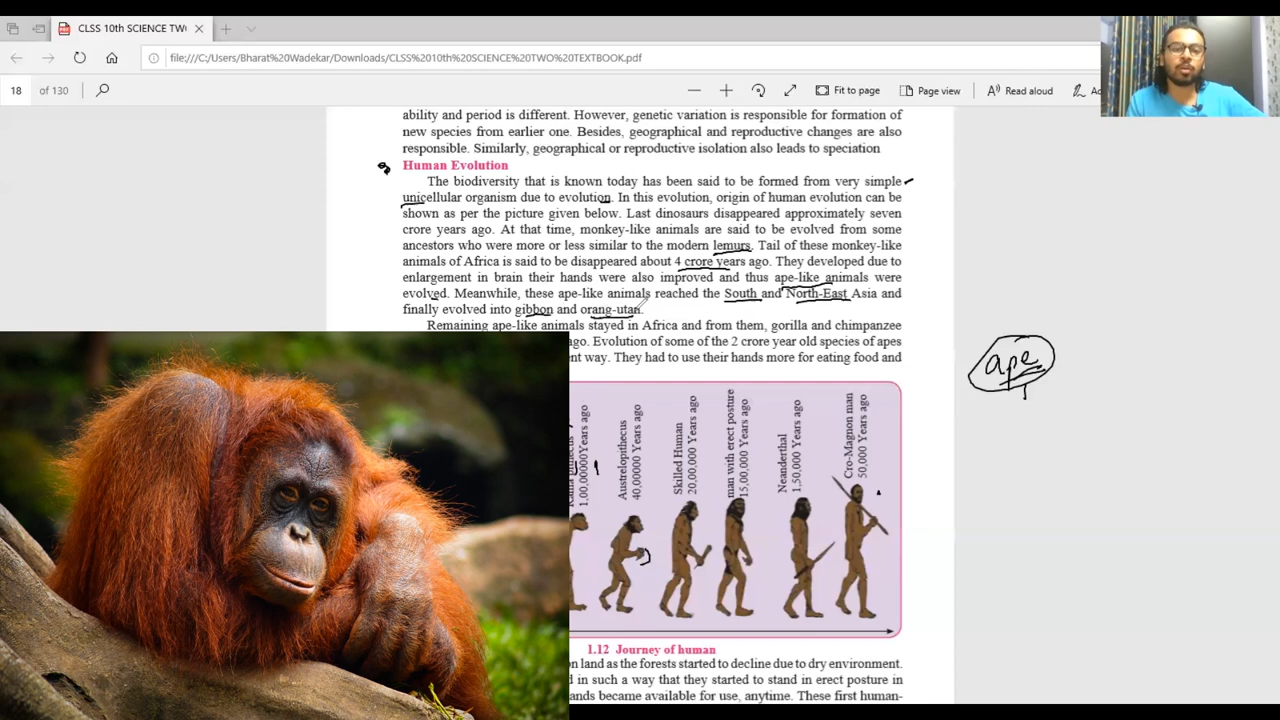 CLSS 10th SCIENCE TWO
file:///C:/Users/Bharat%20Wadekar/Downloads/CLSS%2010th%20SCIENCE%20TWO%20TEXTBOOK.pdf
18 of 130
Fit to page
Page view
Read aloud
ability and period is different. However, genetic variation is responsible for formation of
new species from earlier one. Besides, geographical and reproductive changes are also
responsible. Similarly, geographical or reproductive isolation also leads to speciation
Human Evolution
The biodiversity that is known today has been said to be formed from very simple
unicellular organism due to evolution. In this evolution, origin of human evolution can be
shown as per the picture given below. Last dinosaurs disappeared approximately seven
crore years ago. At that time, monkey-like animals are said to be evolved from some
ancestors who were more or less similar to the modern lemurs. Tail of these monkey-like
animals of Africa is said to be disappeared about 4 crore years ago. They developed due to
enlargement in brain their hands were also improved and thus ape-like animals were
evolved. Meanwhile, these ape-like animals reached the South and North-East Asia and
finally evolved into gibbon and orang-utan.
Remaining ape-like animals stayed in Africa and from them, gorilla and chimpanzee
ago. Evolution of some of the 2 crore year old species of apes
nt way. They had to use their hands more for eating food and
ape
1,00,00000Years ago
Austrelopithecus
40,00000 Years ago
Skilled Human
20,00,000 Years ago
man with erect posture
15,00,000 Years ago
Neanderthal
1,50,000 Years ago
Cro-Magnon man
50,000 Years ago
1.12 Journey of human
on land as the forests started to decline due to dry environment.
d in such a way that they started to stand in erect posture in
ands became available for use, anytime. These first human-